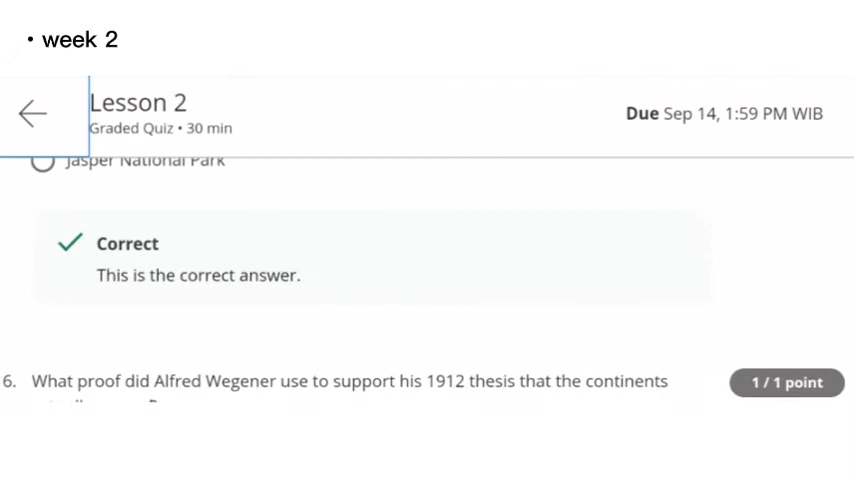 • week 2
Lesson 2
Graded Quiz • 30 min
Due Sep 14, 1:59 PM WIB
Jasper National Park
Correct
This is the correct answer.
6. What proof did Alfred Wegener use to support his 1912 thesis that the continents
1 / 1 point